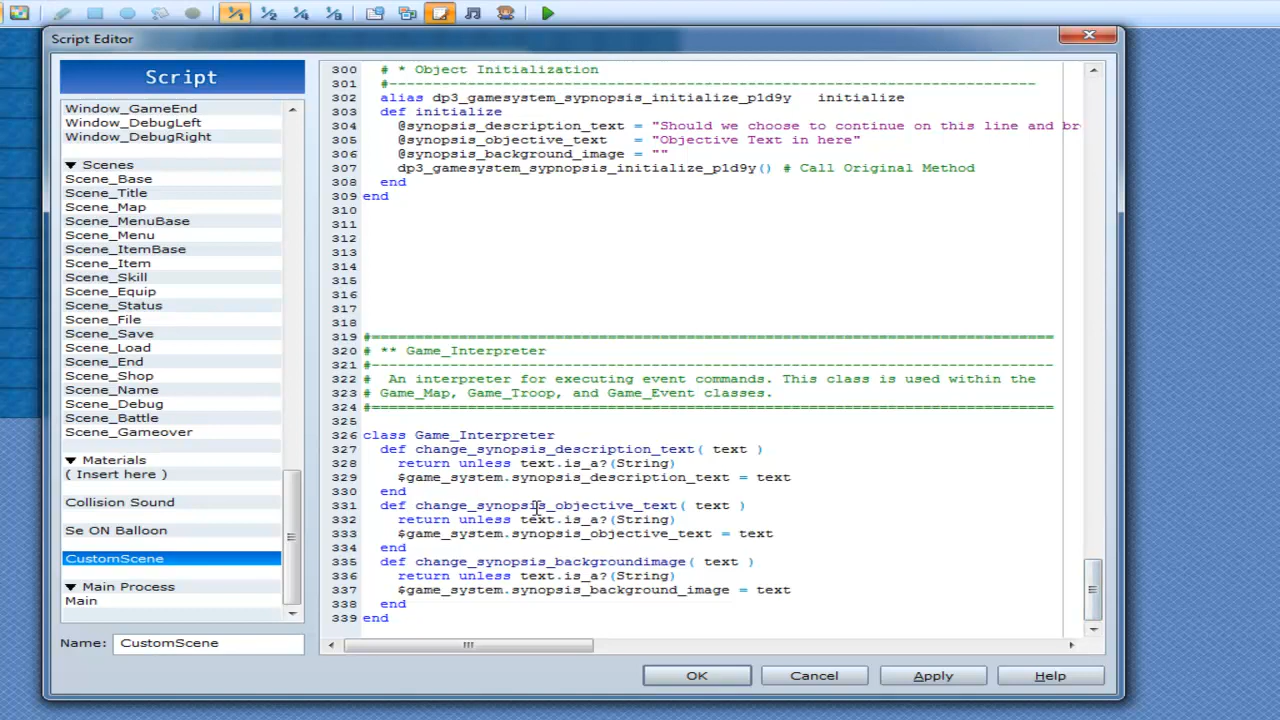 1/1 1/2 1/4 1/8
Script Editor
Script
Window_GameEnd
Window_DebugLeft
Window_DebugRight
▼ Scenes
Scene_Base
Scene_Title
Scene_Map
Scene_MenuBase
Scene_Menu
Scene_ItemBase
Scene_Item
Scene_Skill
Scene_Equip
Scene_Status
Scene_File
Scene_Save
Scene_Load
Scene_End
Scene_Shop
Scene_Name
Scene_Debug
Scene_Battle
Scene_Gameover
▼ Materials
( Insert here )
Collision Sound
Se ON Balloon
CustomScene
▼ Main Process
Main
Name: CustomScene
300 # * Object Initialization
301 #--------------------------------------------------------------------------
302 alias dp3_gamesystem_sypnopsis_initialize_p1d9y initialize
303 def initialize
304 @synopsis_description_text = "Should we choose to continue on this line and br
305 @synopsis_objective_text = "Objective Text in here"
306 @synopsis_background_image = ""
307 dp3_gamesystem_sypnopsis_initialize_p1d9y() # Call Original Method
308 end
309 end
310
311
312
313
314
315
316
317
318
319 #==============================================================================
320 # ** Game_Interpreter
321 #------------------------------------------------------------------------------
322 # An interpreter for executing event commands. This class is used within the
323 # Game_Map, Game_Troop, and Game_Event classes.
324 #==============================================================================
325
326 class Game_Interpreter
327 def change_synopsis_description_text( text )
328 return unless text.is_a?(String)
329 $game_system.synopsis_description_text = text
330 end
331 def change_synopsis_objective_text( text )
332 return unless text.is_a?(String)
333 $game_system.synopsis_objective_text = text
334 end
335 def change_synopsis_backgroundimage( text )
336 return unless text.is_a?(String)
337 $game_system.synopsis_background_image = text
338 end
339 end
OK Cancel Apply Help